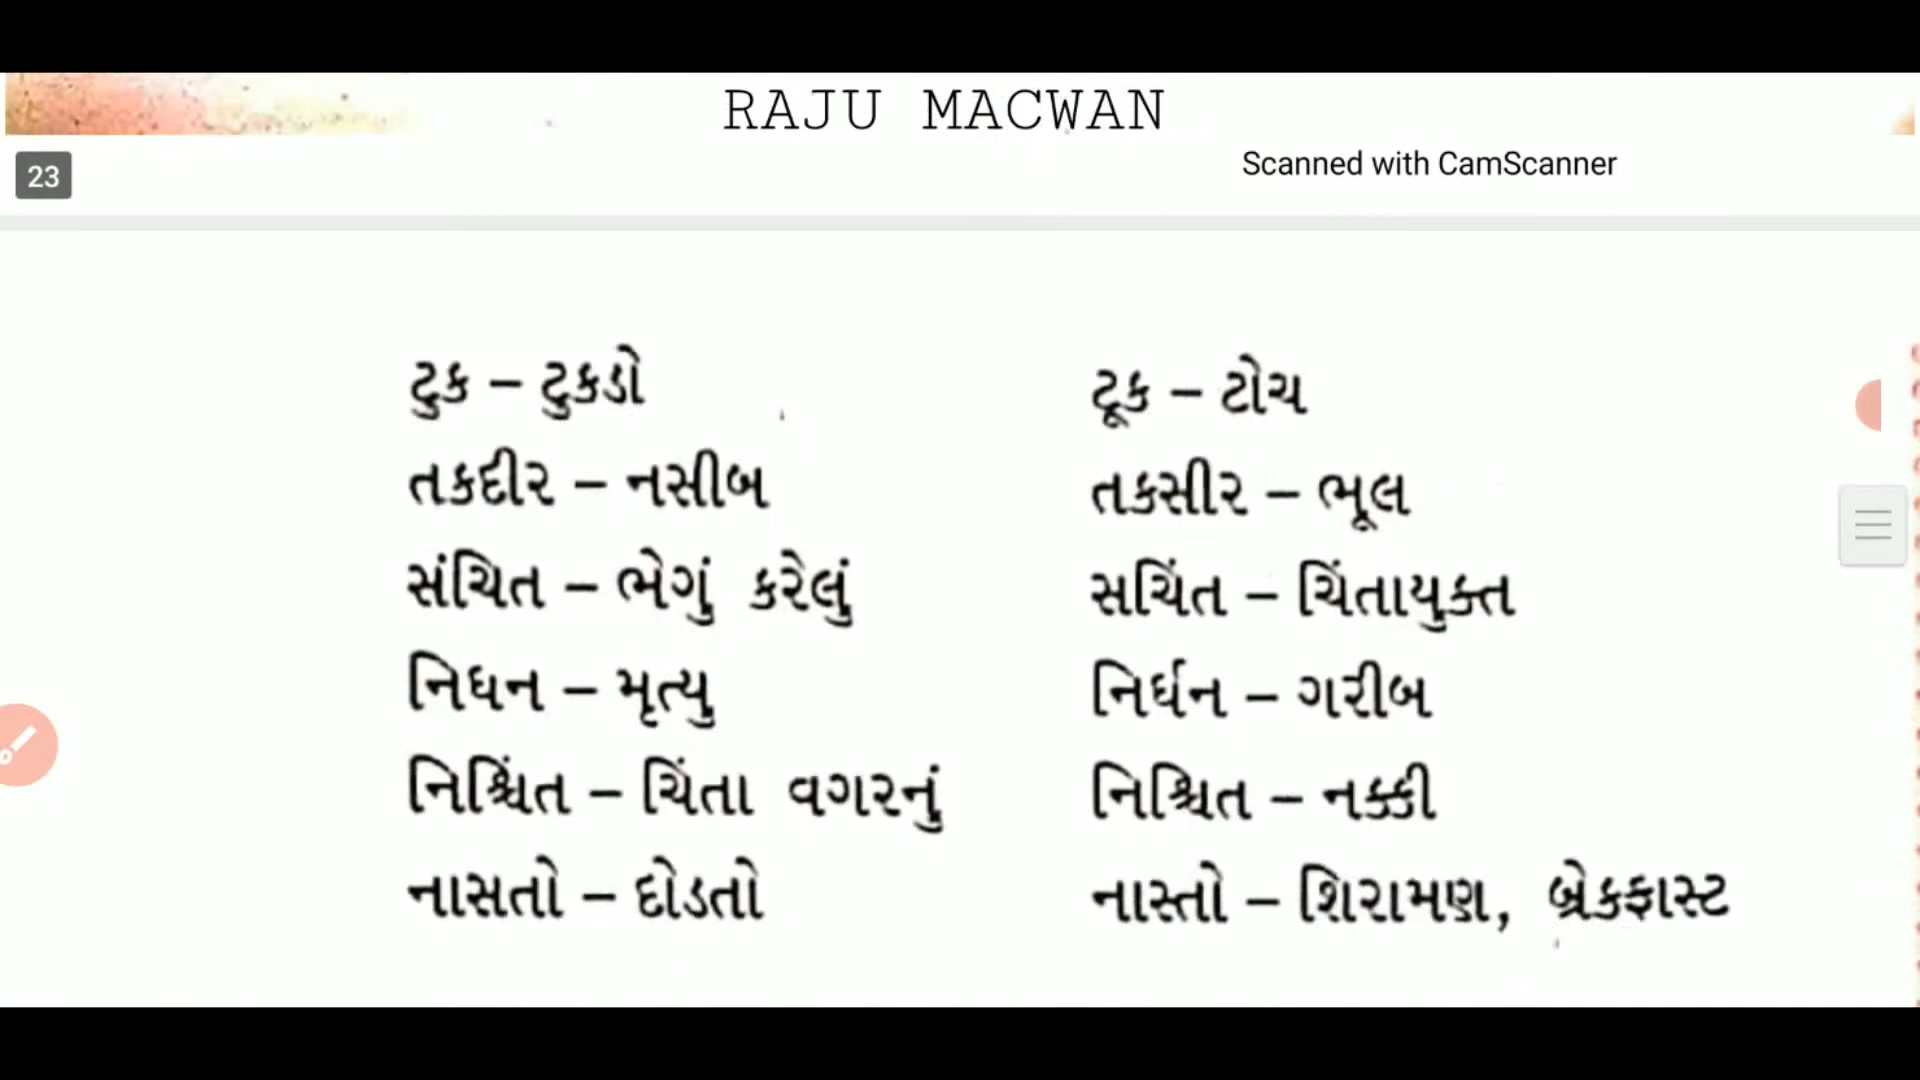 RAJU MACWAN
23
Scanned with CamScanner
ટુક – ટુકડો    ટૂક – ટોચ
તકદીર – નસીબ    તકસીર – ભૂલ
સંચિત – ભેગું કરેલું    સચિંત – ચિંતાયુક્ત
નિધન – મૃત્યુ    નિર્ધન – ગરીબ
નિશ્ચિંત – ચિંતા વગરનું    નિશ્ચિત – નક્કી
નાસતો – દોડતો    નાસ્તો – શિરામણ, બ્રેકફાસ્ટ